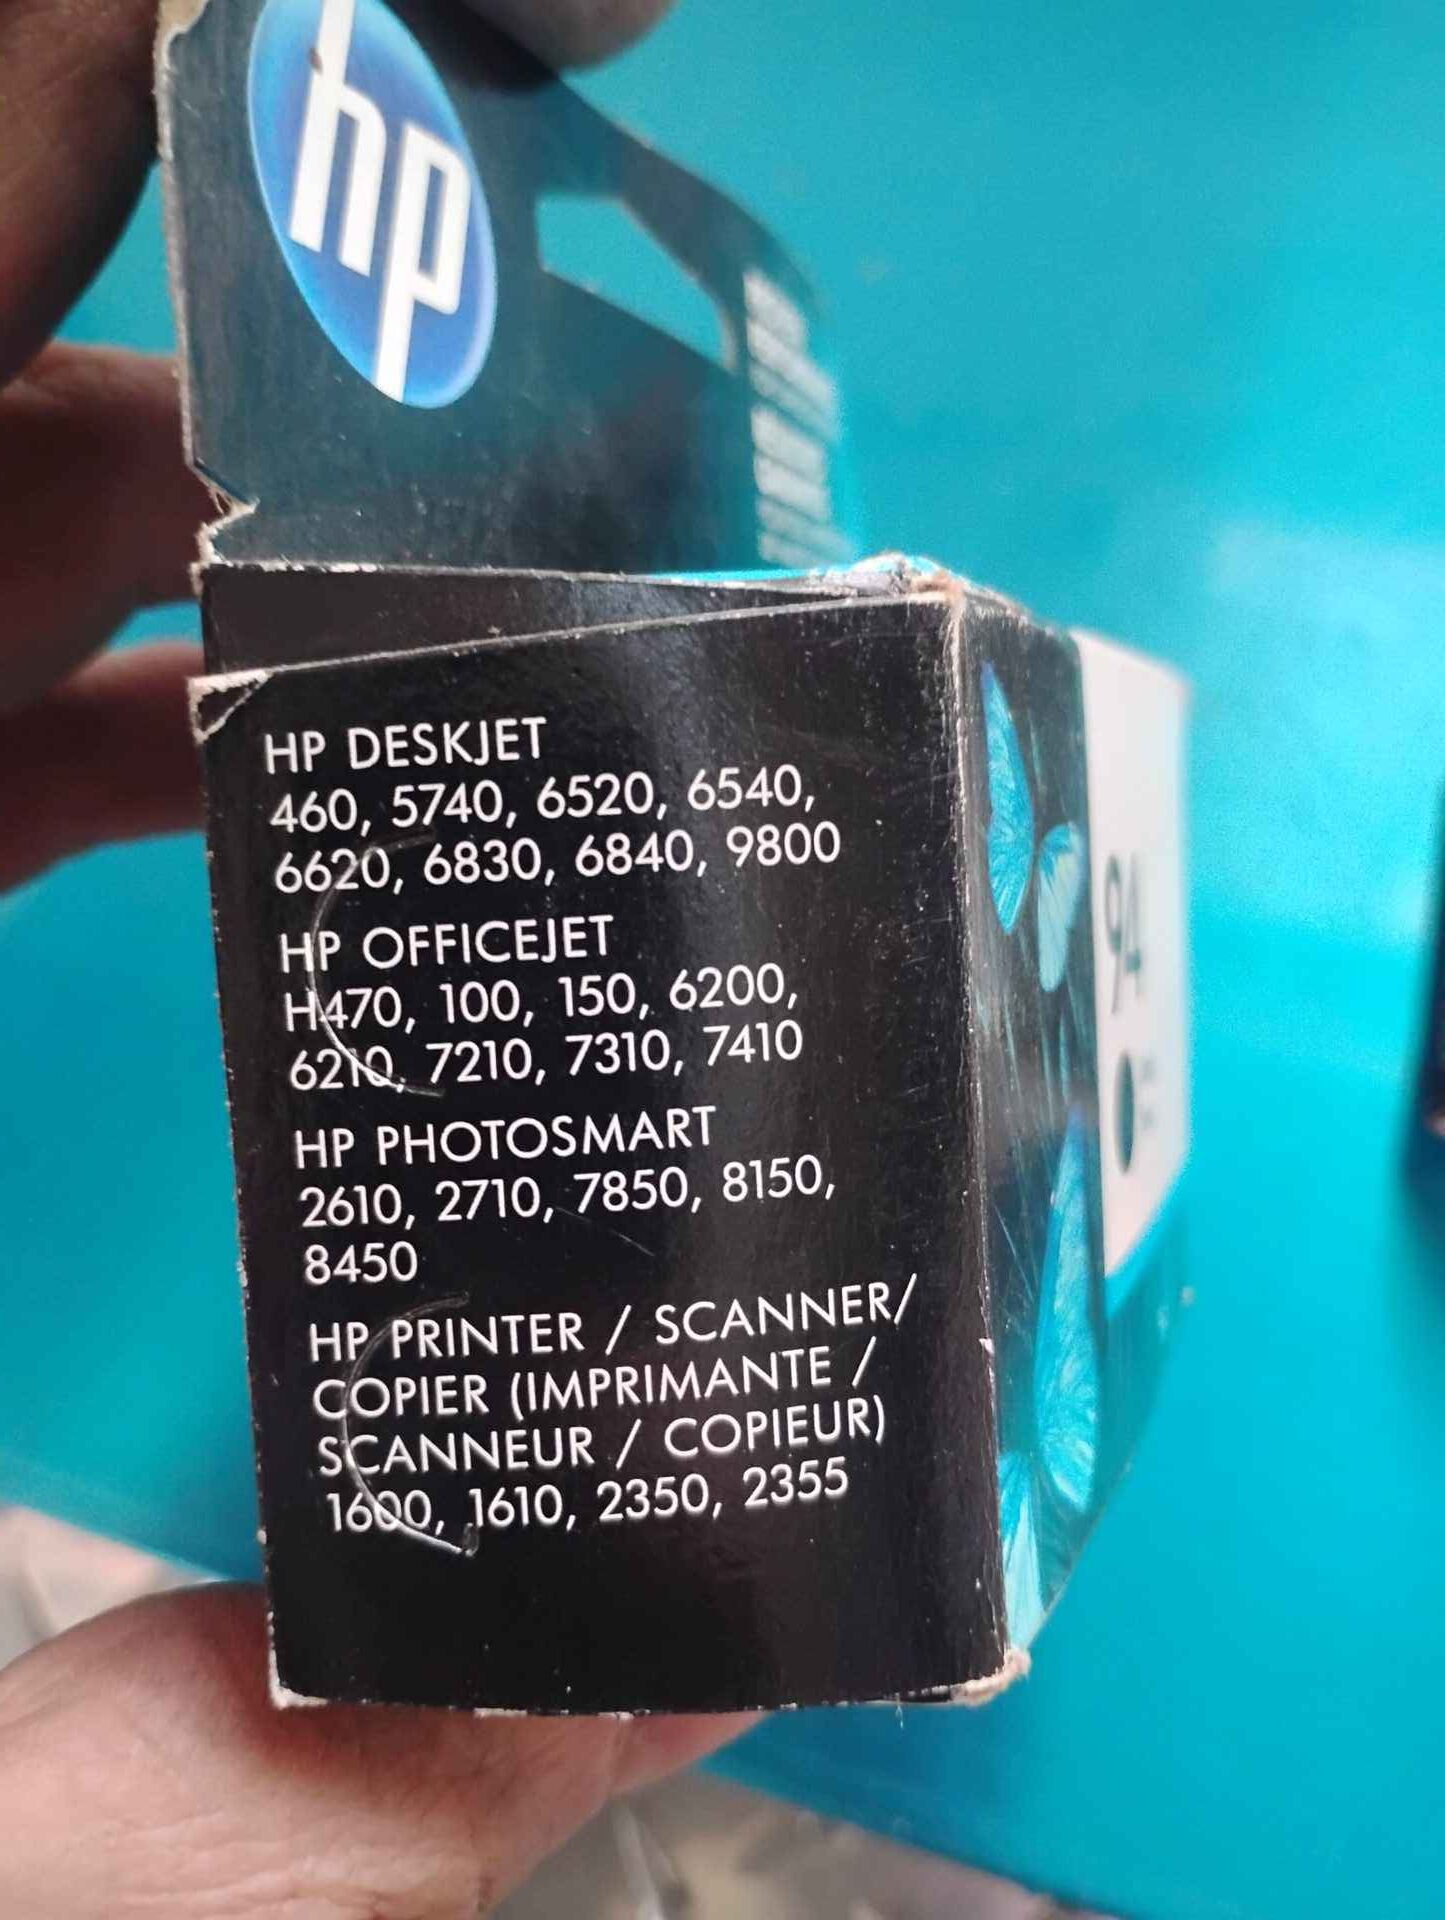 hp
HP DESKJET
460, 5740, 6520, 6540,
6620, 6830, 6840, 9800
HP OFFICEJET
H470, 100, 150, 6200,
6210, 7210, 7310, 7410
HP PHOTOSMART
2610, 2710, 7850, 8150,
8450
HP PRINTER / SCANNER/
COPIER (IMPRIMANTE /
SCANNEUR / COPIEUR)
1600, 1610, 2350, 2355
94